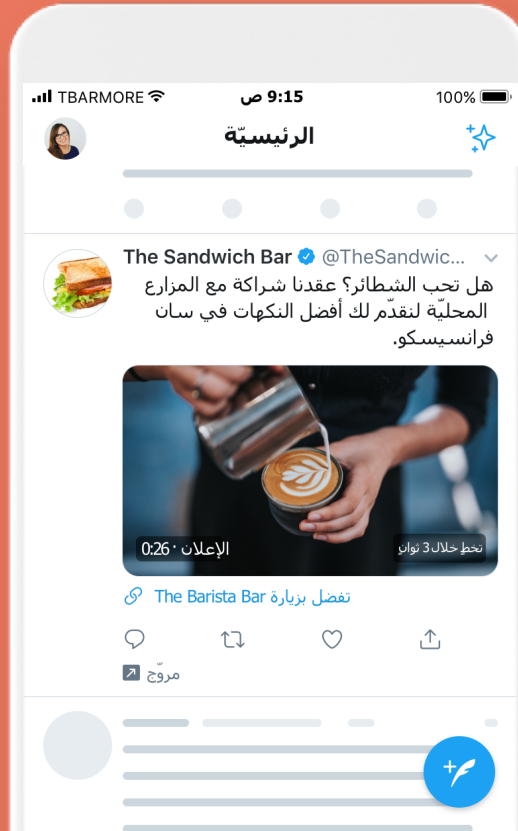 TBARMORE 9:15 ص 100%
الرئيسيّة
The Sandwich Bar @TheSandwic...
هل تحب الشطائر؟ عقدنا شراكة مع المزارع
المحليّة لنقدّم لك أفضل النكهات في سان
فرانسيسكو.
الإعلان · 0:26
تخطِ خلال 3 ثوانٍ
تفضل بزيارة The Barista Bar
مروّج